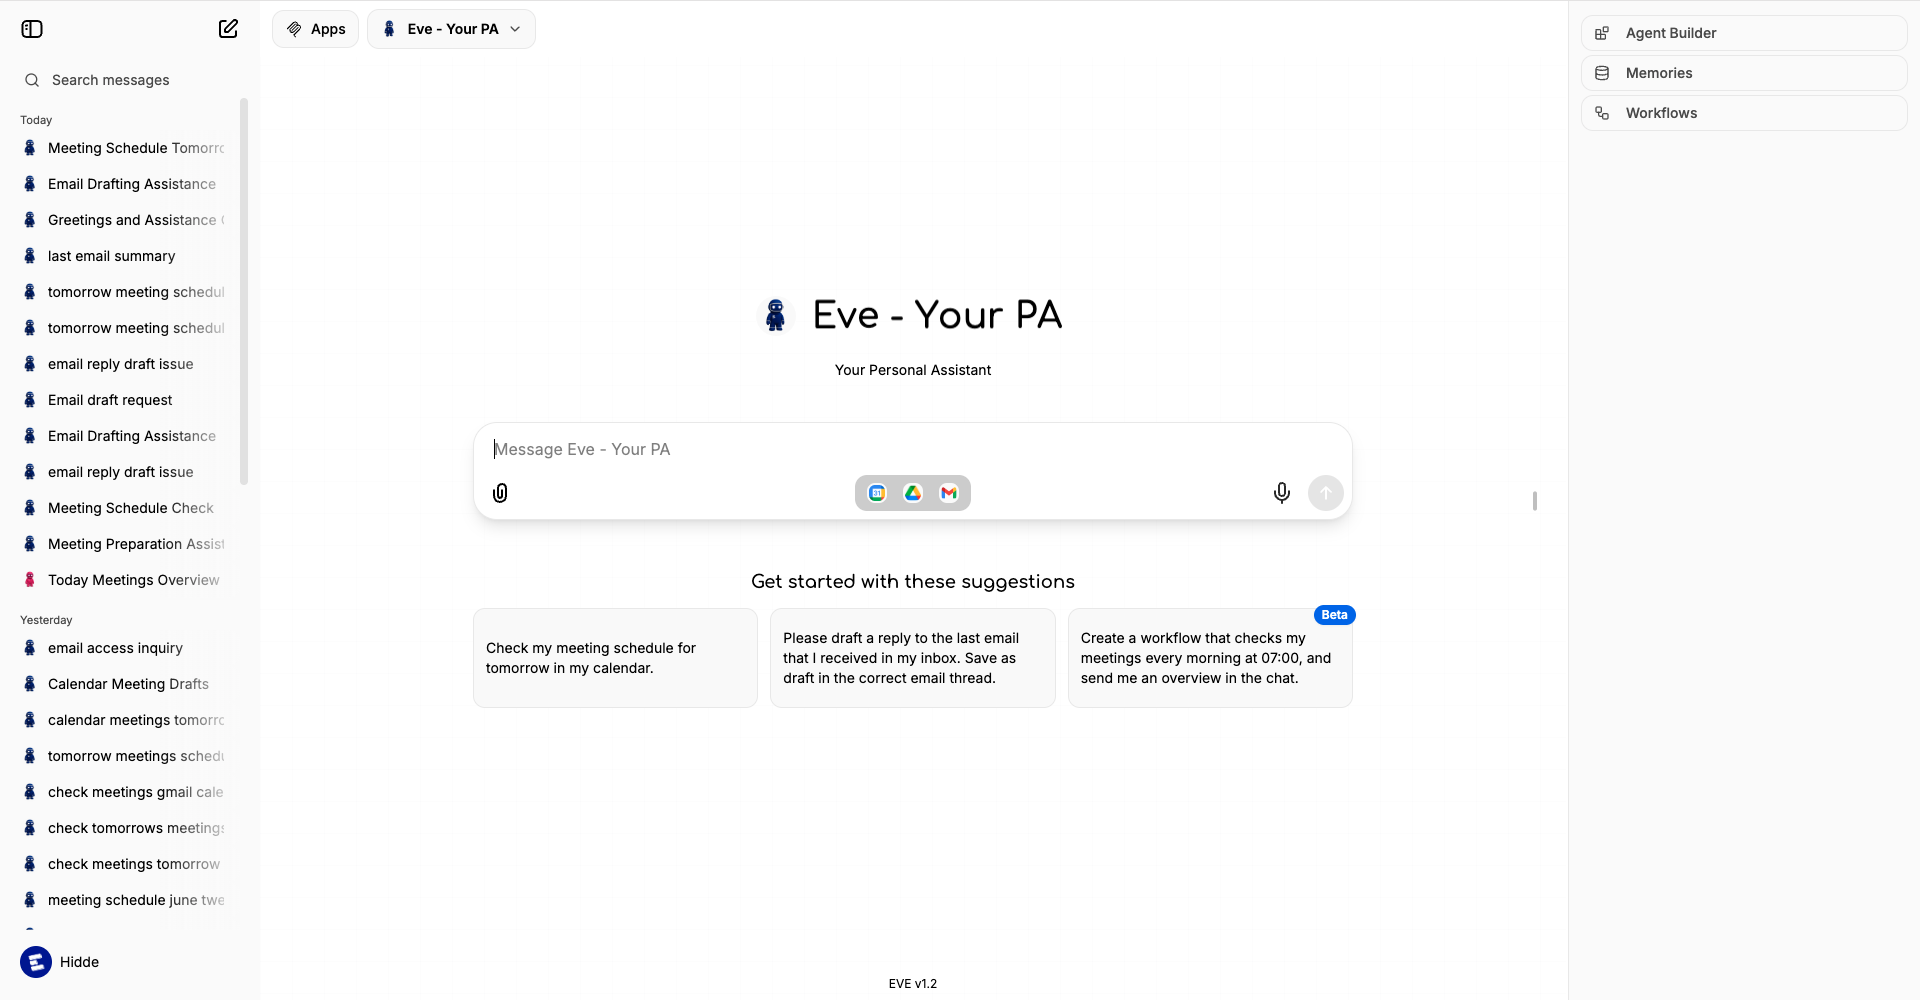 Search messages
Today
Meeting Schedule Tomorro
Email Drafting Assistance
Greetings and Assistance
last email summary
tomorrow meeting schedul
tomorrow meeting schedul
email reply draft issue
Email draft request
Email Drafting Assistance
email reply draft issue
Meeting Schedule Check
Meeting Preparation Assist
Today Meetings Overview
Yesterday
email access inquiry
Calendar Meeting Drafts
calendar meetings tomorro
tomorrow meetings schedu
check meetings gmail cale
check tomorrows meetings
check meetings tomorrow
meeting schedule june twe
Hidde
Apps
Eve - Your PA
Eve - Your PA
Your Personal Assistant
Message Eve - Your PA
31
Get started with these suggestions
Check my meeting schedule for
tomorrow in my calendar.
Please draft a reply to the last email
that I received in my inbox. Save as
draft in the correct email thread.
Beta
Create a workflow that checks my
meetings every morning at 07:00, and
send me an overview in the chat.
EVE v1.2
Agent Builder
Memories
Workflows